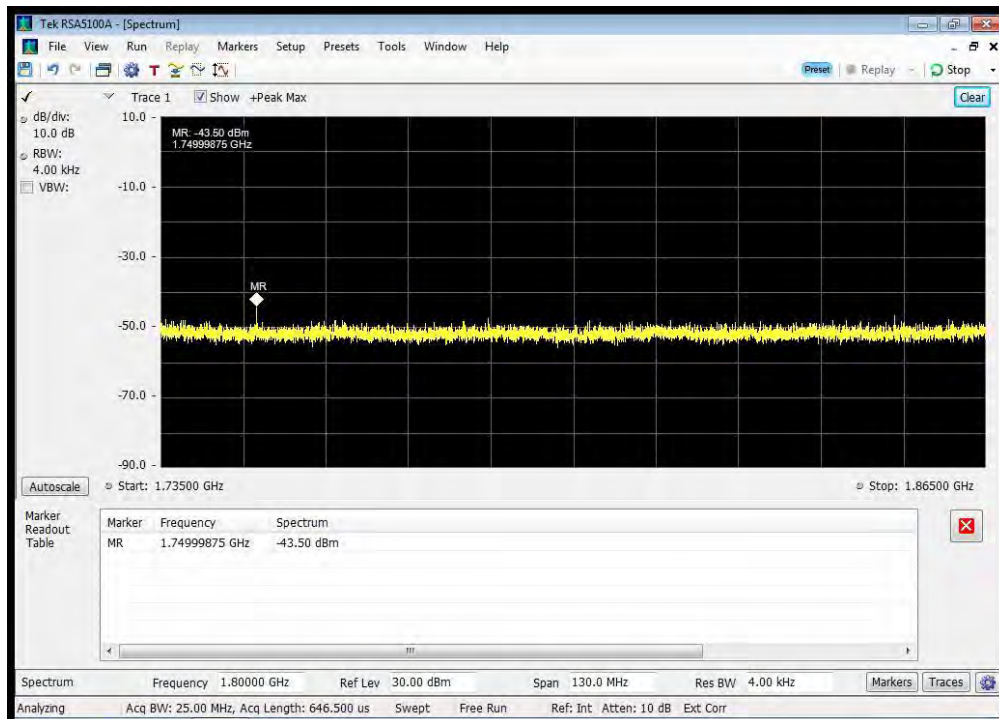 Tek RSA5100A - [Spectrum]
File View Run Replay Markers Setup Presets Tools Window Help
T
Preset Replay Stop
Trace 1 Show +Peak Max Clear
dB/div:
10.0 dB
RBW:
4.00 kHz
VBW:
10.0
MR: -43.50 dBm
1.74999875 GHz
-10.0
-30.0
MR
-50.0
-70.0
-90.0
Autoscale Start: 1.73500 GHz Stop: 1.86500 GHz
Marker
Readout
Table
Marker Frequency Spectrum
MR 1.74999875 GHz -43.50 dBm
Spectrum Frequency 1.80000 GHz Ref Lev 30.00 dBm Span 130.0 MHz Res BW 4.00 kHz Markers Traces
Analyzing Acq BW: 25.00 MHz, Acq Length: 646.500 us Swept Free Run Ref: Int Atten: 10 dB Ext Corr